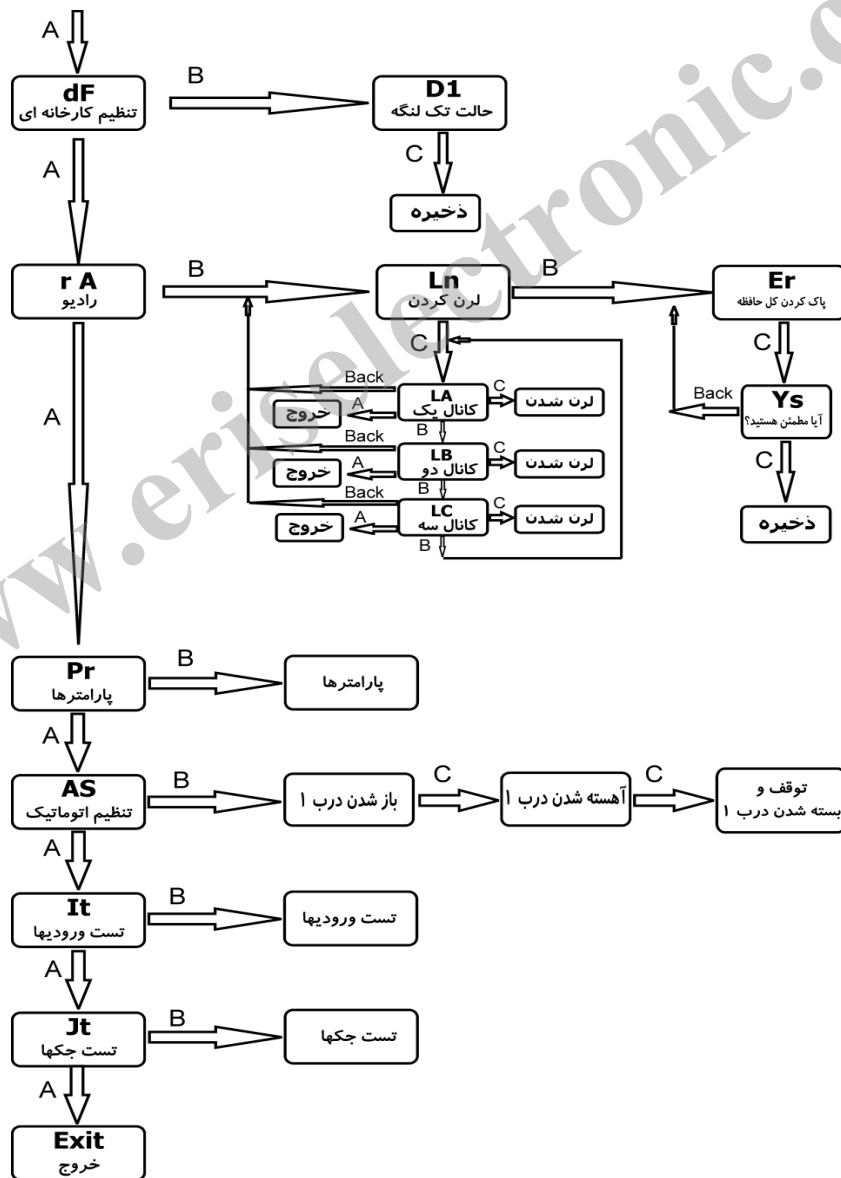 A
dF
تنظیم کارخانه ای
B
D1
حالت تک لنگه
C
ذخیره
A
r A
رادیو
B
Ln
لرن کردن
B
Er
پاک کردن کل حافظه
C
Back
LA
کانال یک
C
لرن شدن
A
خروج
B
Back
LB
کانال دو
C
لرن شدن
A
خروج
B
Back
LC
کانال سه
C
لرن شدن
A
خروج
B
C
Back
Ys
آیا مطمئن هستید؟
C
ذخیره
A
Pr
پارامترها
B
پارامترها
A
AS
تنظیم اتوماتیک
B
باز شدن درب ۱
C
آهسته شدن درب ۱
C
توقف و
بسته شدن درب ۱
A
It
تست ورودیها
B
تست ورودیها
A
Jt
تست جکها
B
تست جکها
A
Exit
خروج
www.eriselectronic.c